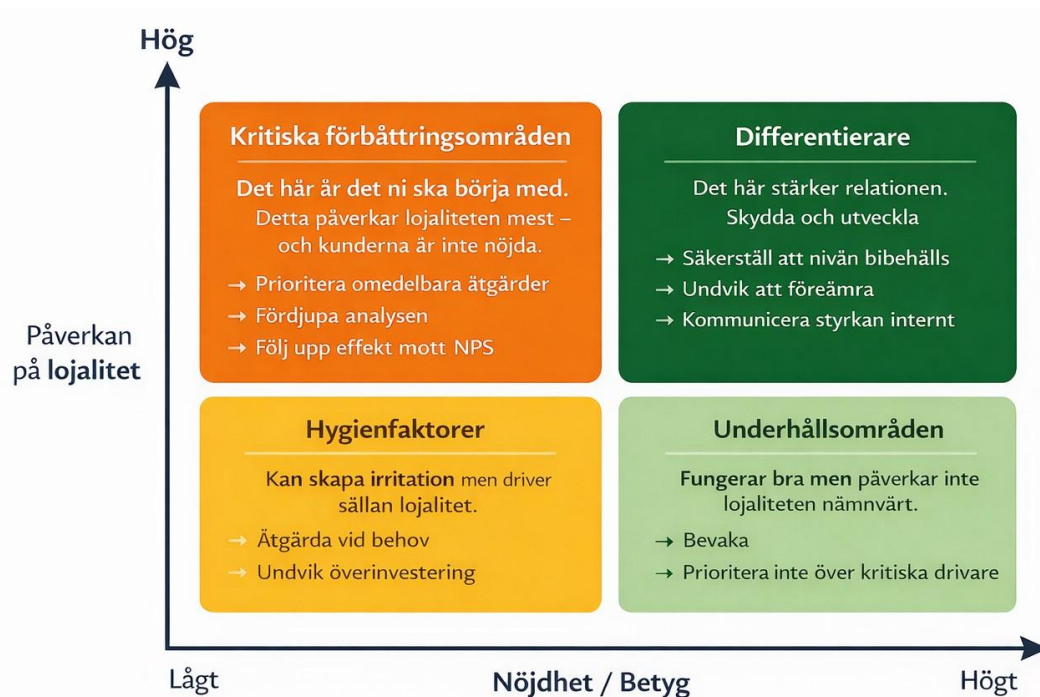 Hög
Kritiska förbåttringsområden
Det här år det ni ska börja med.
Detta påverkar lojaliteten mest –
och kunderna år inte nöjda.
→ Prioritera omedelbara åtgärder
→ Fördjupa analysen
→ Följ upp effekt mott NPS
Differentierare
Det här stärker relationen.
Skydda och utveckla
→ Säkerställ att nivån bibehålls
→ Undvik att föreämra
→ Kommunicera styrkan internt
Påverkan
på lojalitet
Hygienfaktorer
Kan skapa irritation men driver
sällan lojalitet.
→ Åtgärda vid behov
→ Undvik överinvestering
Underhållsområden
Fungerar bra men påverkar inte
lojaliteten nämnvärt.
→ Bevaka
→ Prioritera inte över kritiska drivare
Lågt
Nöjdhet / Betyg
Högt